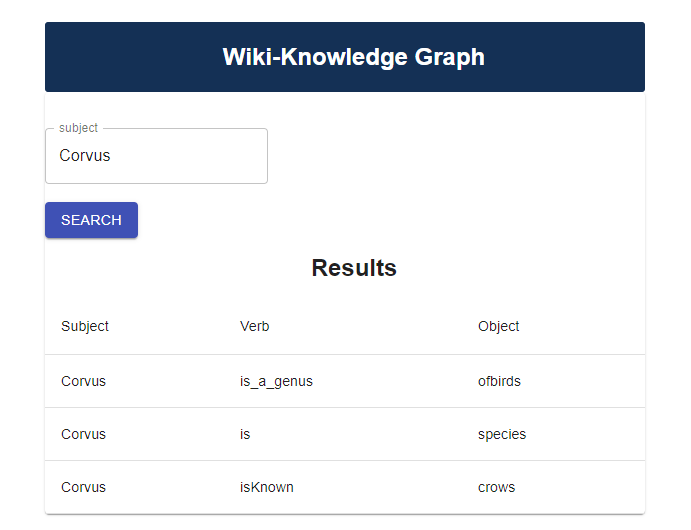 Wiki-Knowledge Graph
subject
Corvus
SEARCH
Results
Subject Verb Object
Corvus is_a_genus ofbirds
Corvus is species
Corvus isKnown crows